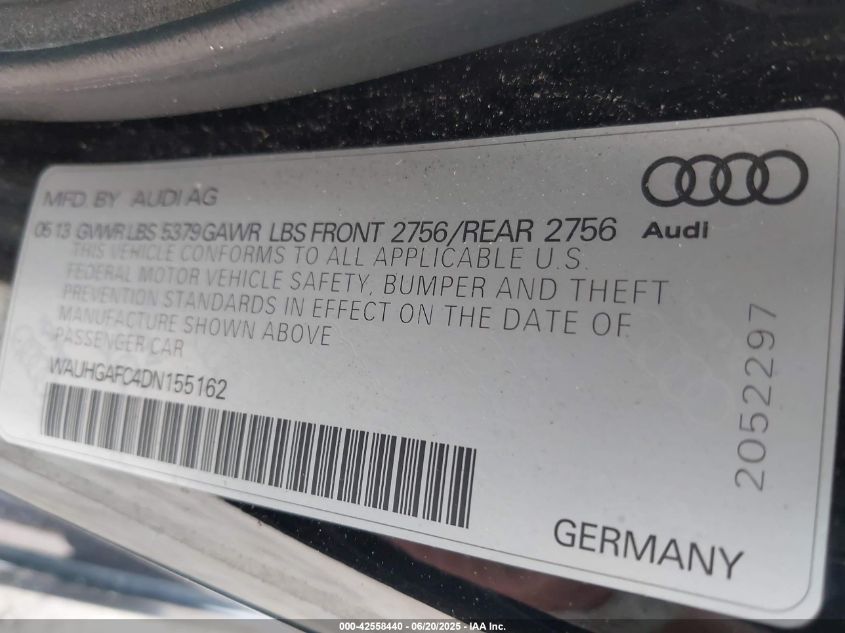 MFD. BY AUDI AG
05 13 GVWR LBS 5379 GAWR LBS FRONT 2756/REAR 2756
THIS VEHICLE CONFORMS TO ALL APPLICABLE U.S.
FEDERAL MOTOR VEHICLE SAFETY, BUMPER AND THEFT
PREVENTION STANDARDS IN EFFECT ON THE DATE OF
MANUFACTURE SHOWN ABOVE
PASSENGER CAR
WAUHGAFC4DN155162
Audi
2052297
GERMANY
000-42558440 - 06/20/2025 - IAA Inc.